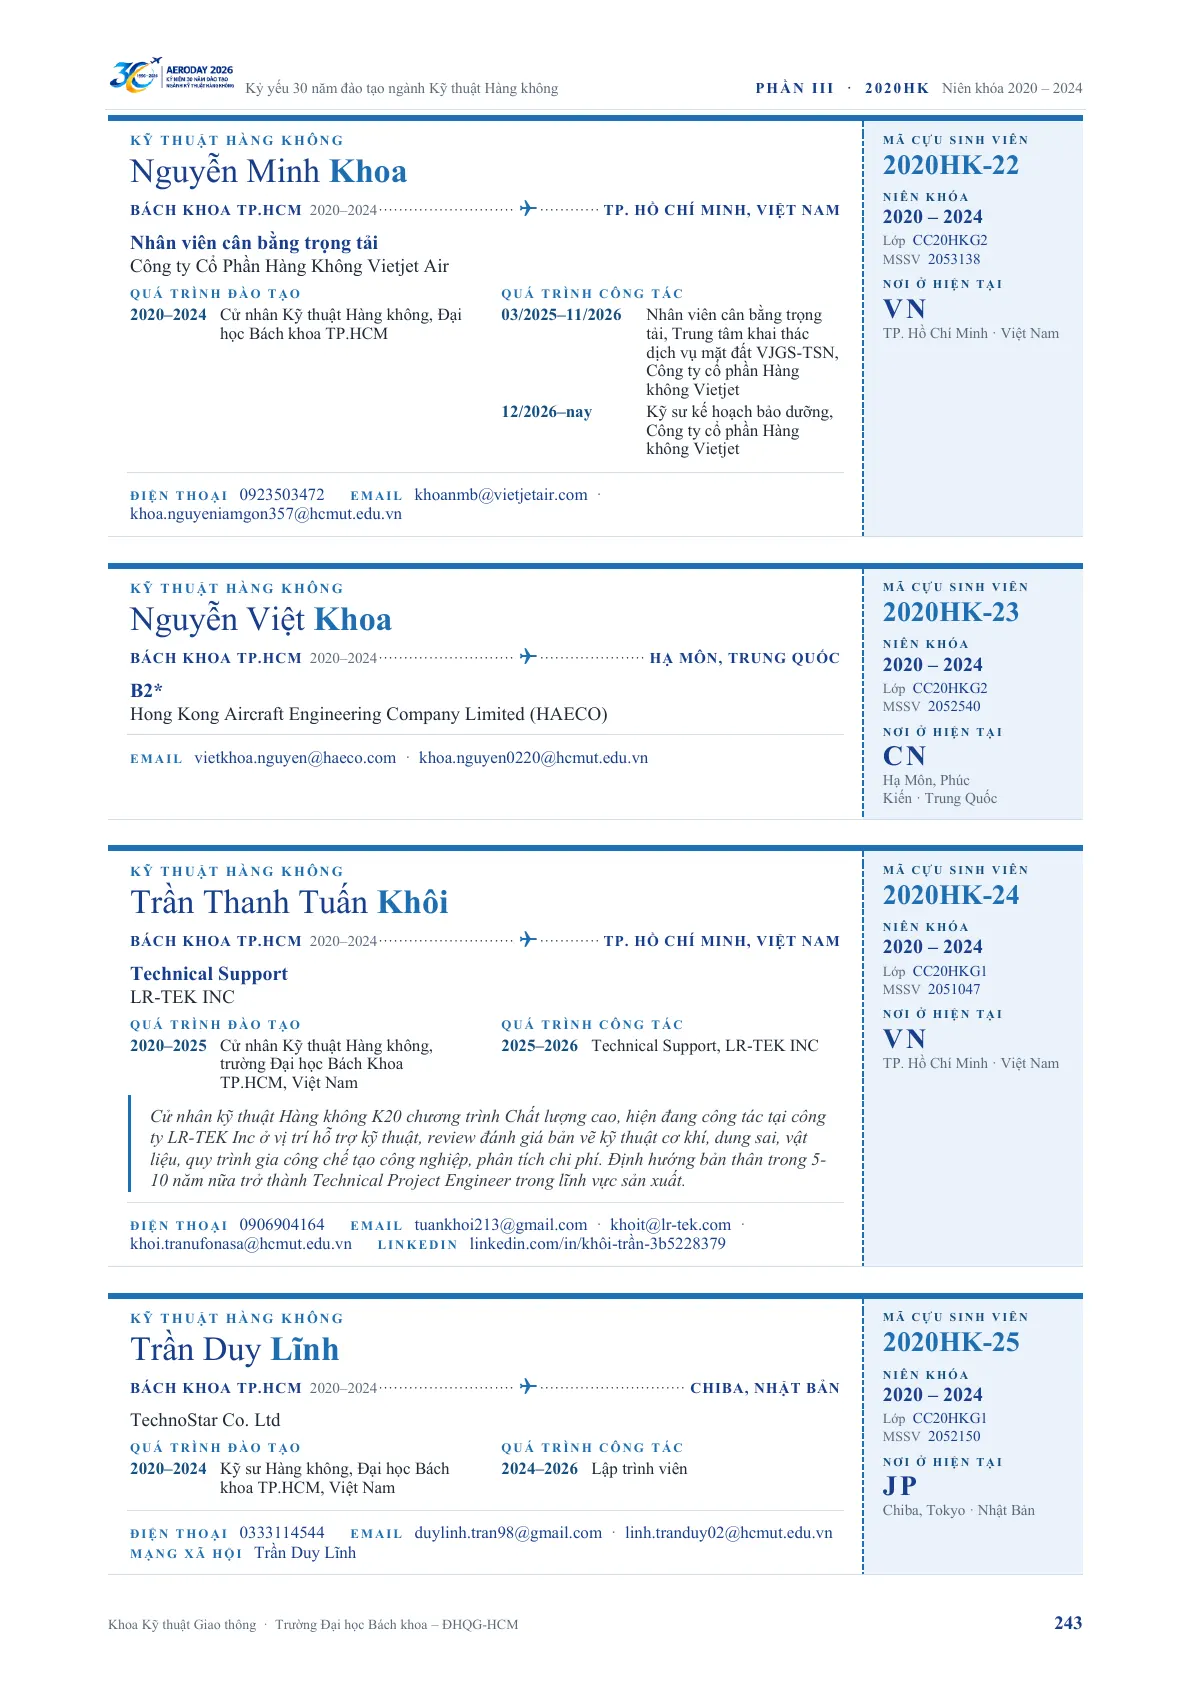 AERODAY 2026
KỶ NIỆM 30 NĂM ĐÀO TẠO
NGÀNH KỸ THUẬT HÀNG KHÔNG
Kỷ yếu 30 năm đào tạo ngành Kỹ thuật Hàng không
PHẦN III · 2020HK Niên khóa 2020 – 2024
KỸ THUẬT HÀNG KHÔNG
Nguyễn Minh Khoa
BÁCH KHOA TP.HCM 2020–2024 TP. HỒ CHÍ MINH, VIỆT NAM
Nhân viên cân bằng trọng tải
Công ty Cổ Phần Hàng Không Vietjet Air
QUÁ TRÌNH ĐÀO TẠO
2020–2024 Cử nhân Kỹ thuật Hàng không, Đại
học Bách khoa TP.HCM
QUÁ TRÌNH CÔNG TÁC
03/2025–11/2026 Nhân viên cân bằng trọng
tải, Trung tâm khai thác
dịch vụ mặt đất VJGS-TSN,
Công ty cổ phần Hàng
không Vietjet
12/2026–nay Kỹ sư kế hoạch bảo dưỡng,
Công ty cổ phần Hàng
không Vietjet
ĐIỆN THOẠI 0923503472 EMAIL khoanmb@vietjetair.com ·
khoa.nguyeniamgon357@hcmut.edu.vn
MÃ CỰU SINH VIÊN
2020HK-22
NIÊN KHÓA
2020 – 2024
Lớp CC20HKG2
MSSV 2053138
NƠI Ở HIỆN TẠI
VN
TP. Hồ Chí Minh · Việt Nam
KỸ THUẬT HÀNG KHÔNG
Nguyễn Việt Khoa
BÁCH KHOA TP.HCM 2020–2024 HẠ MÔN, TRUNG QUỐC
B2*
Hong Kong Aircraft Engineering Company Limited (HAECO)
EMAIL vietkhoa.nguyen@haeco.com · khoa.nguyen0220@hcmut.edu.vn
MÃ CỰU SINH VIÊN
2020HK-23
NIÊN KHÓA
2020 – 2024
Lớp CC20HKG2
MSSV 2052540
NƠI Ở HIỆN TẠI
CN
Hạ Môn, Phúc
Kiến · Trung Quốc
KỸ THUẬT HÀNG KHÔNG
Trần Thanh Tuấn Khôi
BÁCH KHOA TP.HCM 2020–2024 TP. HỒ CHÍ MINH, VIỆT NAM
Technical Support
LR-TEK INC
QUÁ TRÌNH ĐÀO TẠO
2020–2025 Cử nhân Kỹ thuật Hàng không,
trường Đại học Bách Khoa
TP.HCM, Việt Nam
QUÁ TRÌNH CÔNG TÁC
2025–2026 Technical Support, LR-TEK INC
Cử nhân kỹ thuật Hàng không K20 chương trình Chất lượng cao, hiện đang công tác tại công
ty LR-TEK Inc ở vị trí hỗ trợ kỹ thuật, review đánh giá bản vẽ kỹ thuật cơ khí, dung sai, vật
liệu, quy trình gia công chế tạo công nghiệp, phân tích chi phí. Định hướng bản thân trong 5-
10 năm nữa trở thành Technical Project Engineer trong lĩnh vực sản xuất.
ĐIỆN THOẠI 0906904164 EMAIL tuankhoi213@gmail.com · khoit@lr-tek.com ·
khoi.tranufonasa@hcmut.edu.vn LINKEDIN linkedin.com/in/khôi-trần-3b5228379
MÃ CỰU SINH VIÊN
2020HK-24
NIÊN KHÓA
2020 – 2024
Lớp CC20HKG1
MSSV 2051047
NƠI Ở HIỆN TẠI
VN
TP. Hồ Chí Minh · Việt Nam
KỸ THUẬT HÀNG KHÔNG
Trần Duy Lĩnh
BÁCH KHOA TP.HCM 2020–2024 CHIBA, NHẬT BẢN
TechnoStar Co. Ltd
QUÁ TRÌNH ĐÀO TẠO
2020–2024 Kỹ sư Hàng không, Đại học Bách
khoa TP.HCM, Việt Nam
QUÁ TRÌNH CÔNG TÁC
2024–2026 Lập trình viên
ĐIỆN THOẠI 0333114544 EMAIL duylinh.tran98@gmail.com · linh.tranduy02@hcmut.edu.vn
MẠNG XÃ HỘI Trần Duy Lĩnh
MÃ CỰU SINH VIÊN
2020HK-25
NIÊN KHÓA
2020 – 2024
Lớp CC20HKG1
MSSV 2052150
NƠI Ở HIỆN TẠI
JP
Chiba, Tokyo · Nhật Bản
Khoa Kỹ thuật Giao thông · Trường Đại học Bách khoa – ĐHQG-HCM
243